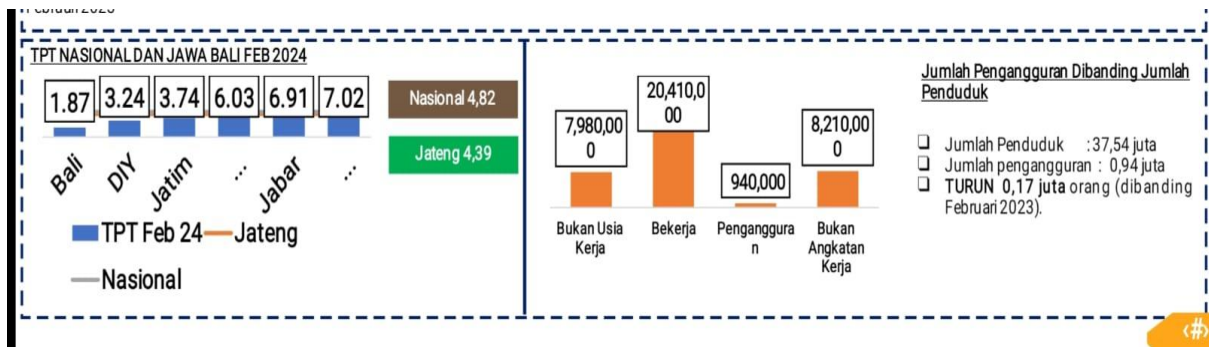 TPT NASIONAL DAN JAWA BALI FEB 2024
1.87 3.24 3.74 6.03 6.91 7.02
Bali DIY Jatim ... Jabar ...
TPT Feb 24 Jateng
Nasional
Nasional 4,82
Jateng 4,39
7,980,00
0
20,410,0
00
940,000
8,210,00
0
Bukan Usia
Kerja
Bekerja
Penganggura
n
Bukan
Angkatan
Kerja
Jumlah Pengangguran Dibanding Jumlah
Penduduk
Jumlah Penduduk : 37,54 juta
Jumlah pengangguran : 0,94 juta
TURUN 0,17 juta orang (dibanding
Februari 2023).
‹#›